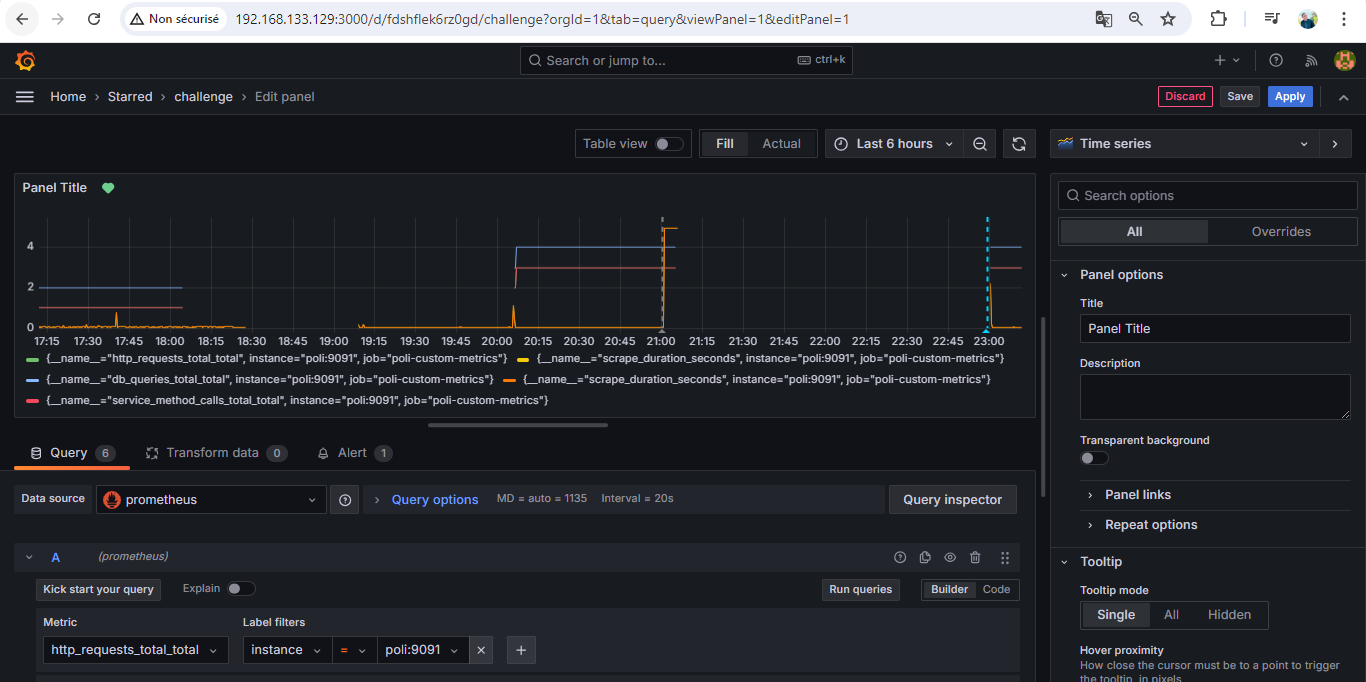 Non sécurisé
192.168.133.129:3000/d/fdshflek6rz0gd/challenge?orgId=1&tab=query&viewPanel=1&editPanel=1
Search or jump to...
ctrl+k
Home › Starred › challenge › Edit panel
Discard
Save
Apply
Table view
Fill
Actual
Last 6 hours
Time series
Panel Title
Search options
All
Overrides
4
2
0
17:15 17:30 17:45 18:00 18:15 18:30 18:45 19:00 19:15 19:30 19:45 20:00 20:15 20:30 20:45 21:00 21:15 21:30 21:45 22:00 22:15 22:30 22:45 23:00
{__name__="http_requests_total_total", instance="poli:9091", job="poli-custom-metrics"} {__name__="scrape_duration_seconds", instance="poli:9091", job="poli-custom-metrics"}
{__name__="db_queries_total_total", instance="poli:9091", job="poli-custom-metrics"} {__name__="scrape_duration_seconds", instance="poli:9091", job="poli-custom-metrics"}
{__name__="service_method_calls_total_total", instance="poli:9091", job="poli-custom-metrics"}
Panel options
Title
Panel Title
Description
Transparent background
Panel links
Repeat options
Tooltip
Tooltip mode
Single
All
Hidden
Hover proximity
How close the cursor must be to a point to trigger
the tooltip, in pixels
Query 6
Transform data 0
Alert 1
Data source
prometheus
Query options
MD = auto = 1135
Interval = 20s
Query inspector
A
(prometheus)
Kick start your query
Explain
Run queries
Builder
Code
Metric
Label filters
http_requests_total_total
instance
=
poli:9091